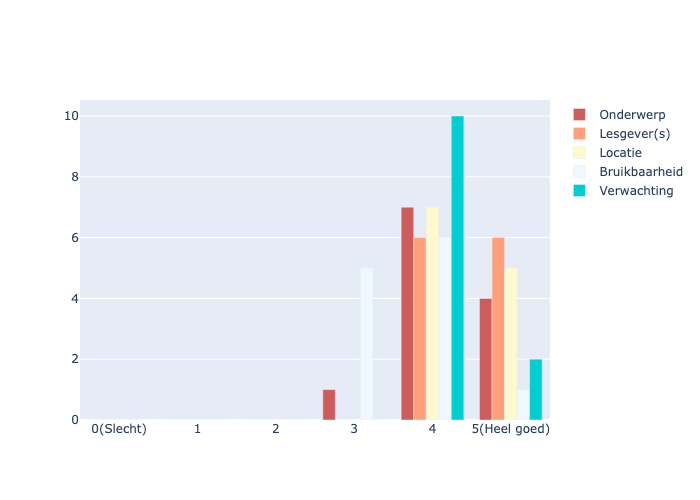 10
8
6
4
2
0
0(Slecht)
1
2
3
4
5(Heel goed)
Onderwerp
Lesgever(s)
Locatie
Bruikbaarheid
Verwachting